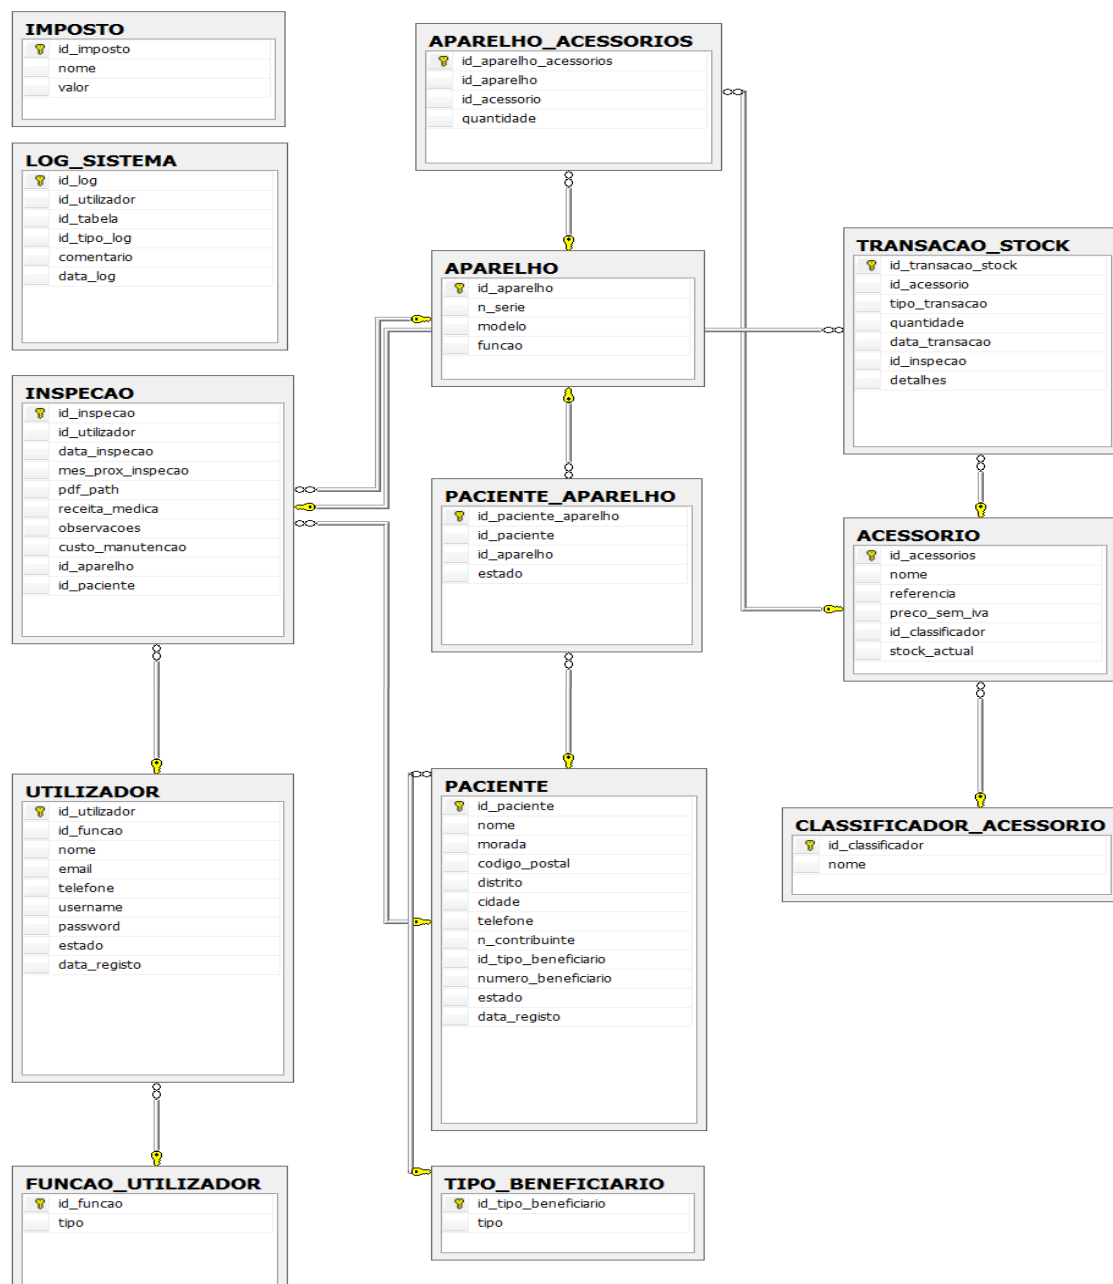 IMPOSTO
id_imposto
nome
valor
LOG_SISTEMA
id_log
id_utilizador
id_tabela
id_tipo_log
comentario
data_log
INSPECAO
id_inspecao
id_utilizador
data_inspecao
mes_prox_inspecao
pdf_path
receita_medica
observacoes
custo_manutencao
id_aparelho
id_paciente
UTILIZADOR
id_utilizador
id_funcao
nome
email
telefone
username
password
estado
data_registo
FUNCAO_UTILIZADOR
id_funcao
tipo
APARELHO_ACESSORIOS
id_aparelho_acessorios
id_aparelho
id_acessorio
quantidade
APARELHO
id_aparelho
n_serie
modelo
funcao
PACIENTE_APARELHO
id_paciente_aparelho
id_paciente
id_aparelho
estado
PACIENTE
id_paciente
nome
morada
codigo_postal
distrito
cidade
telefone
n_contribuinte
id_tipo_beneficiario
numero_beneficiario
estado
data_registo
TIPO_BENEFICIARIO
id_tipo_beneficiario
tipo
TRANSACAO_STOCK
id_transacao_stock
id_acessorio
tipo_transacao
quantidade
data_transacao
id_inspecao
detalhes
ACESSORIO
id_acessorios
nome
referencia
preco_sem_iva
id_classificador
stock_actual
CLASSIFICADOR_ACESSORIO
id_classificador
nome